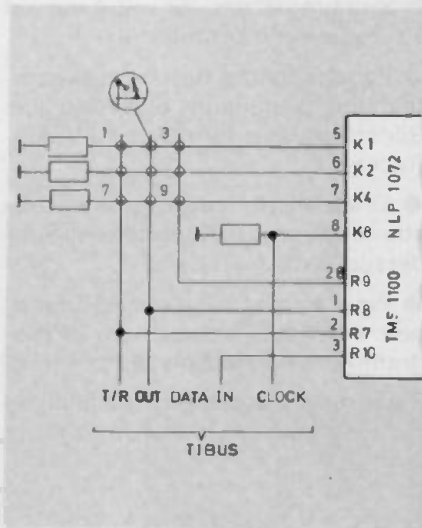 1 3 5 K1
6 K2
7 9 7 K4
8 K8
28 R9
1 R8
2 R7
3 R10
NLP 1072
TMS 1100
T/R OUT DATA IN CLOCK
TIBUS